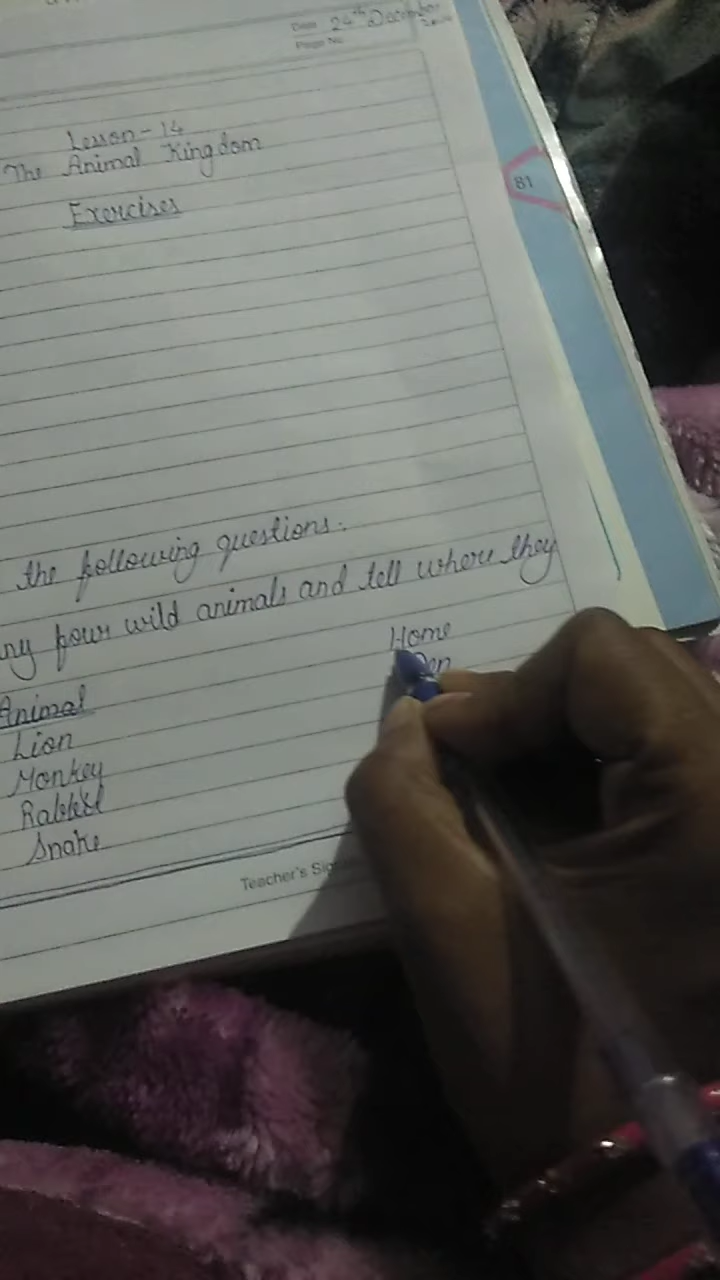 Date 24th December
Page No
Lesson - 14
The Animal Kingdom
Exercises
81
the following questions.
ny four wild animals and tell where they
Animal Home
Lion Den
Monkey
Rabbit
Snake
Teacher's Sig